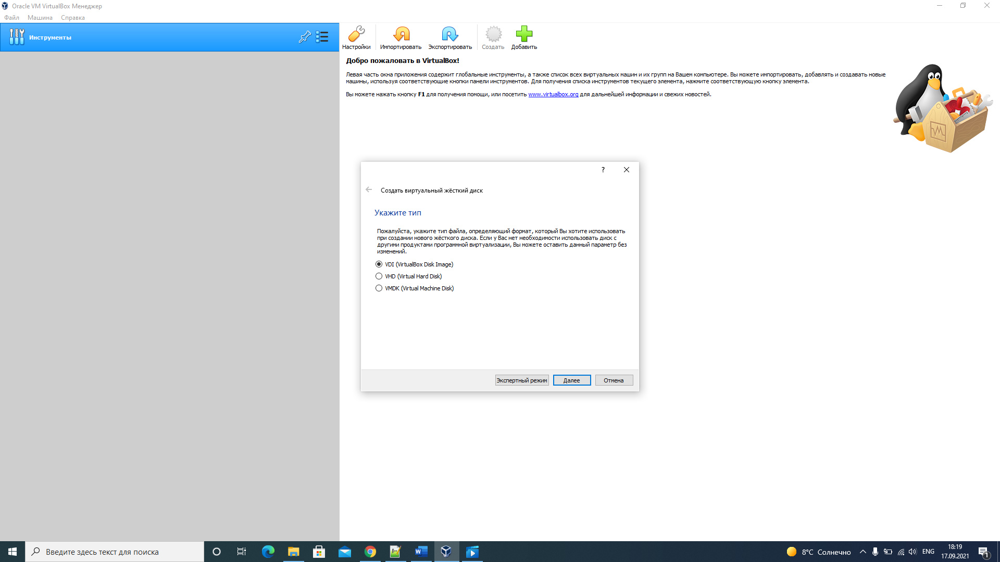 Oracle VM VirtualBox Менеджер
Файл Машина Справка
Инструменты
Настройки Импортировать Экспортировать Создать Добавить
Добро пожаловать в VirtualBox!
Левая часть окна приложения содержит глобальные инструменты, а также список всех виртуальных машин и их групп на Вашем компьютере. Вы можете импортировать, добавлять и создавать новые
машины, используя соответствующие кнопки панели инструментов. Для получения списка инструментов текущего элемента, нажмите соответствующую кнопку элемента.
Вы можете нажать кнопку F1 для получения помощи, или посетить www.virtualbox.org для дальнейшей информации и свежих новостей.
?
Создать виртуальный жёсткий диск
Укажите тип
Пожалуйста, укажите тип файла, определяющий формат, который Вы хотите использовать
при создании нового жёсткого диска. Если у Вас нет необходимости использовать диск с
другими продуктами программной виртуализации, Вы можете оставить данный параметр без
изменений.
VDI (VirtualBox Disk Image)
VHD (Virtual Hard Disk)
VMDK (Virtual Machine Disk)
Экспертный режим Далее Отмена
Введите здесь текст для поиска
8°C Солнечно
ENG
18:19
17.09.2021
1